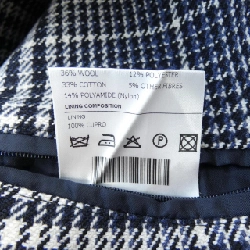 36% WOOL 12% POLYESTER
33% COTTON 5% OTHER FIBRES
14% POLYAMIDE (Nylon)
LINING COMPOSITION
LINING
100% CUPRO